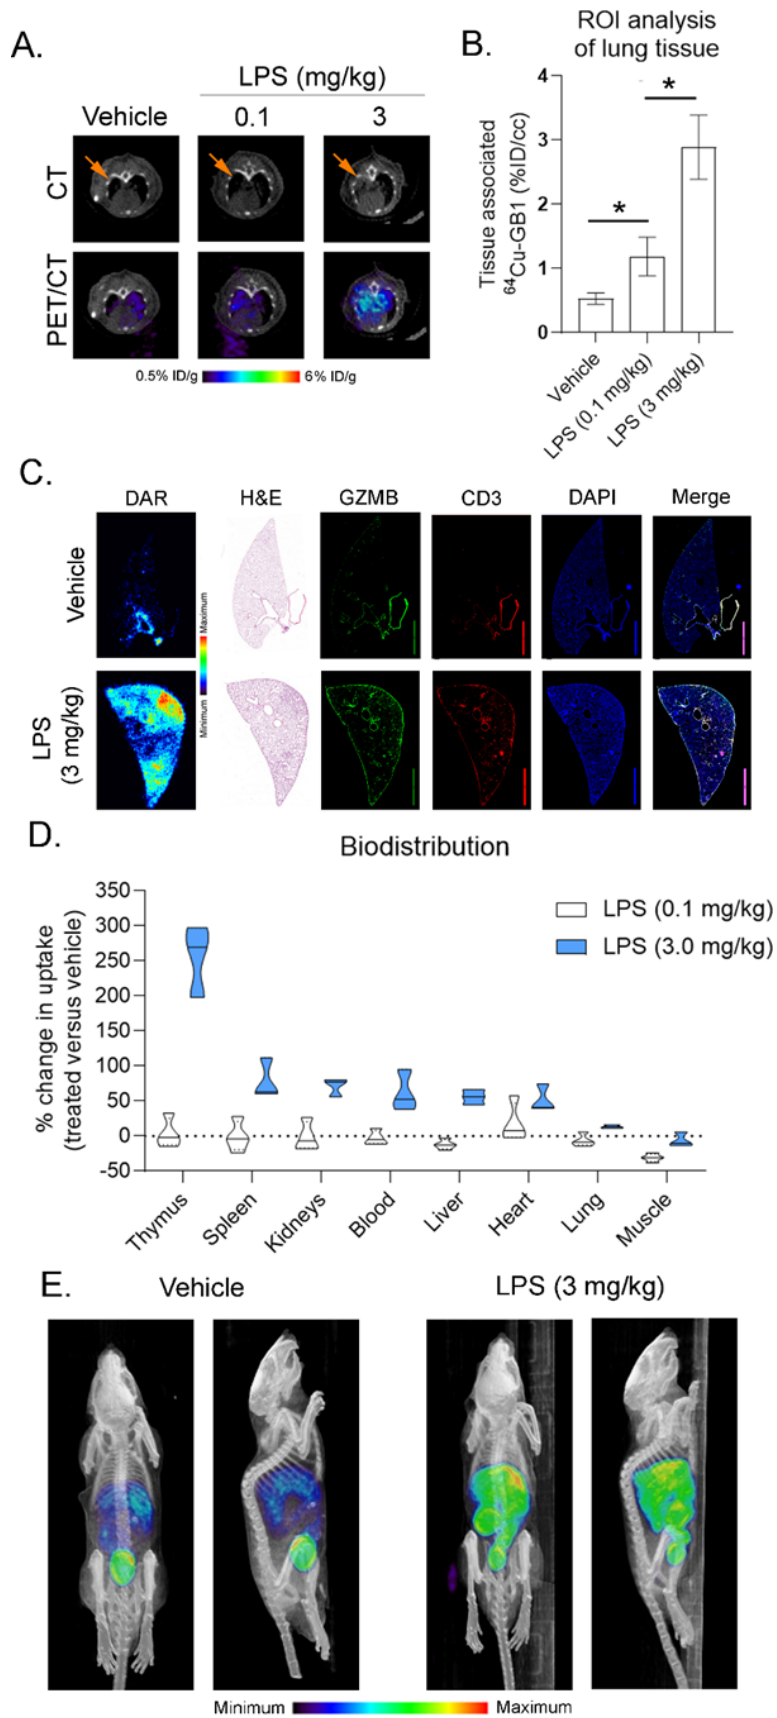 A.
LPS (mg/kg)
Vehicle 0.1 3
CT
PET/CT
0.5% ID/g 6% ID/g
B.
ROI analysis
of lung tissue
Tissue associated
64Cu-GB1 (%ID/cc)
4
3
2
1
0
*
*
Vehicle
LPS (0.1 mg/kg)
LPS (3 mg/kg)
C.
DAR H&E GZMB CD3 DAPI Merge
Vehicle
Maximum
Minimum
LPS
(3 mg/kg)
D.
Biodistribution
% change in uptake
(treated versus vehicle)
350
300
250
200
150
100
50
0
-50
LPS (0.1 mg/kg)
LPS (3.0 mg/kg)
Thymus
Spleen
Kidneys
Blood
Liver
Heart
Lung
Muscle
E.
Vehicle LPS (3 mg/kg)
Minimum Maximum